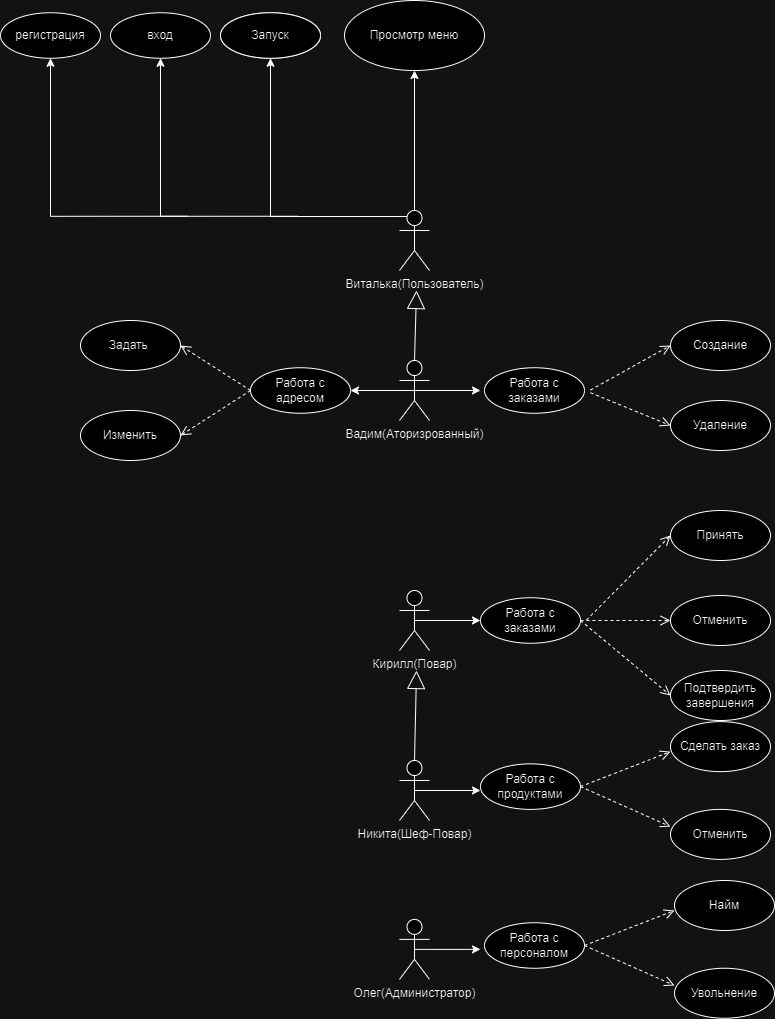 регистрация
вход
Запуск
Просмотр меню
Виталька(Пользователь)
Задать
Работа с
адресом
Изменить
Вадим(Аторизрованный)
Работа с
заказами
Создание
Удаление
Принять
Кирилл(Повар)
Работа с
заказами
Отменить
Подтвердить
завершения
Сделать заказ
Никита(Шеф-Повар)
Работа с
продуктами
Отменить
Найм
Олег(Администратор)
Работа с
персоналом
Увольнение